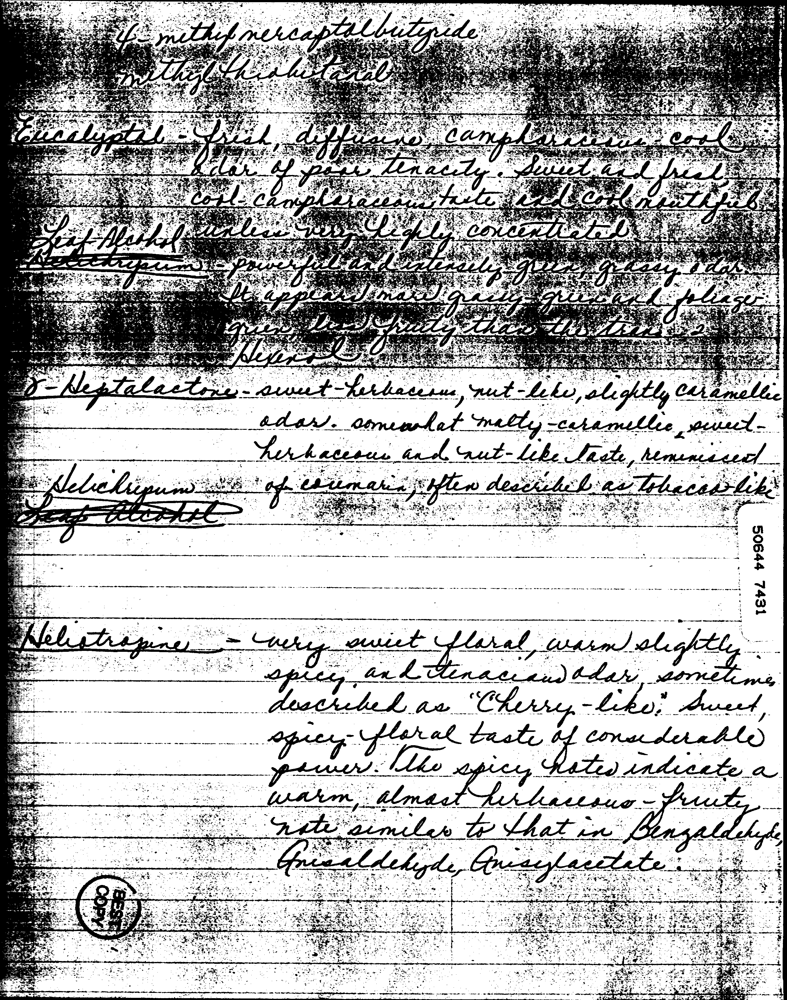 4-methylmercaptolbutyride
methyl thiobutanal
Eucalyptol - fresh, diffusive, camphoraceous, cool
odor of poor tenacity. Sweet and fresh,
cool-camphoraceous taste and cool mouthfeel
unless very highly concentrated
Leaf Alcohol
Helichrysum - powerful and intensely green, grassy odor.
It appears more grassy green and foliage
green, less fruity than the trans
Hexenol.
γ-Heptalactone - sweet-herbaceous, nut-like, slightly caramellic
odor. somewhat malty-caramellic, sweet-
herbaceous and nut-like taste, reminiscent
of coumarin, often described as tobacco like
Helichrysum
Leaf Alcohol
50644 7431
Heliotropine - very sweet floral, warm slightly
spicy and tenacious odor, sometimes
described as "Cherry-like". Sweet,
spicy-floral taste of considerable
power. The spicy notes indicate a
warm, almost herbaseous-fruity
note similar to that in Benzaldehyde,
Anisaldehyde, Anisylacetate.
BEST
COPY